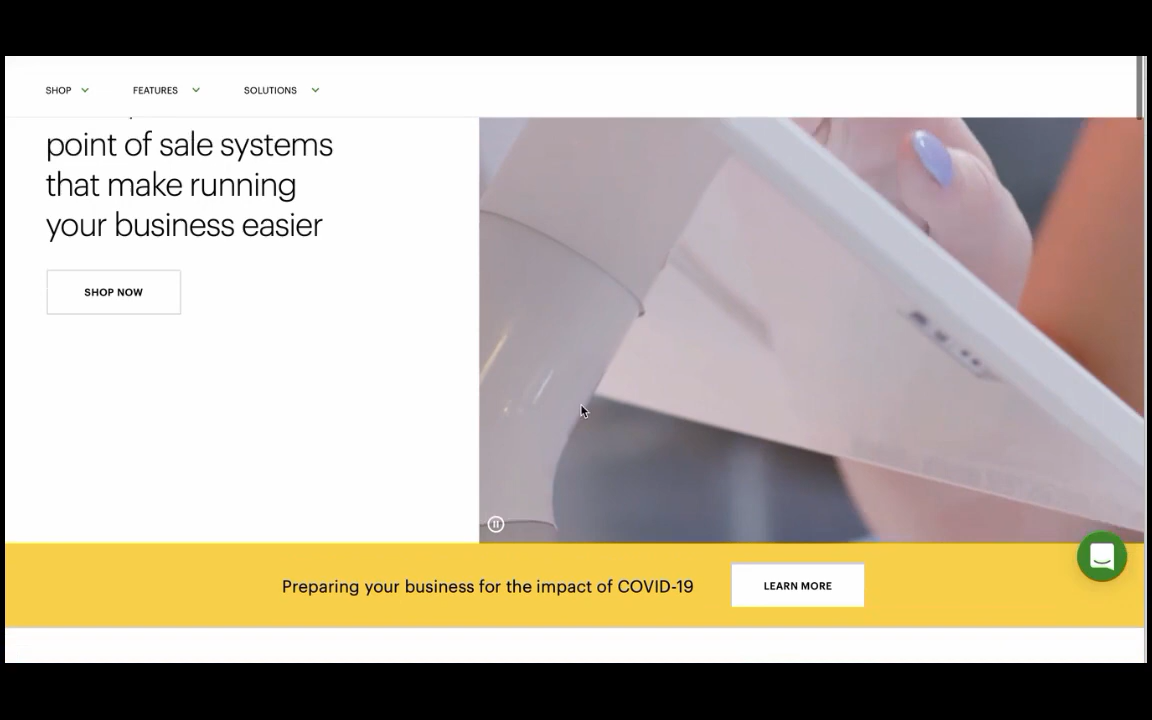 SHOP
FEATURES
SOLUTIONS
point of sale systems
that make running
your business easier
SHOP NOW
Preparing your business for the impact of COVID-19
LEARN MORE